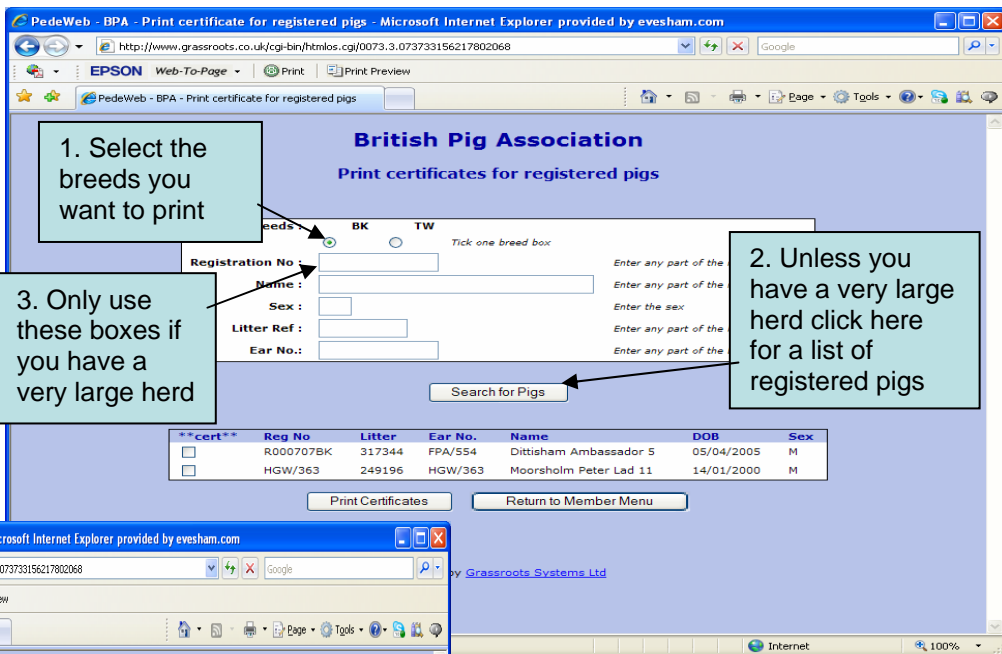 PedeWeb - BPA - Print certificate for registered pigs - Microsoft Internet Explorer provided by evesham.com
http://www.grassroots.co.uk/cgi-bin/htmlos.cgi/0073.3.073733156217802068
Google
EPSON Web-To-Page Print Print Preview
PedeWeb - BPA - Print certificate for registered pigs
Page Tools
British Pig Association
Print certificates for registered pigs
1. Select the
breeds you
want to print
eeds : BK TW
Tick one breed box
Registration No : Enter any part of the
Name : Enter any part of the
Sex : Enter the sex
Litter Ref : Enter any part of the
Ear No.: Enter any part of the
2. Unless you
have a very large
herd click here
for a list of
registered pigs
3. Only use
these boxes if
you have a
very large herd
Search for Pigs
**cert** Reg No Litter Ear No. Name DOB Sex
R000707BK 317344 FPA/554 Dittisham Ambassador 5 05/04/2005 M
HGW/363 249196 HGW/363 Moorsholm Peter Lad 11 14/01/2000 M
Print Certificates Return to Member Menu
crosoft Internet Explorer provided by evesham.com
073733156217802068
Google
ew
Page Tools
by Grassroots Systems Ltd
Internet 100%